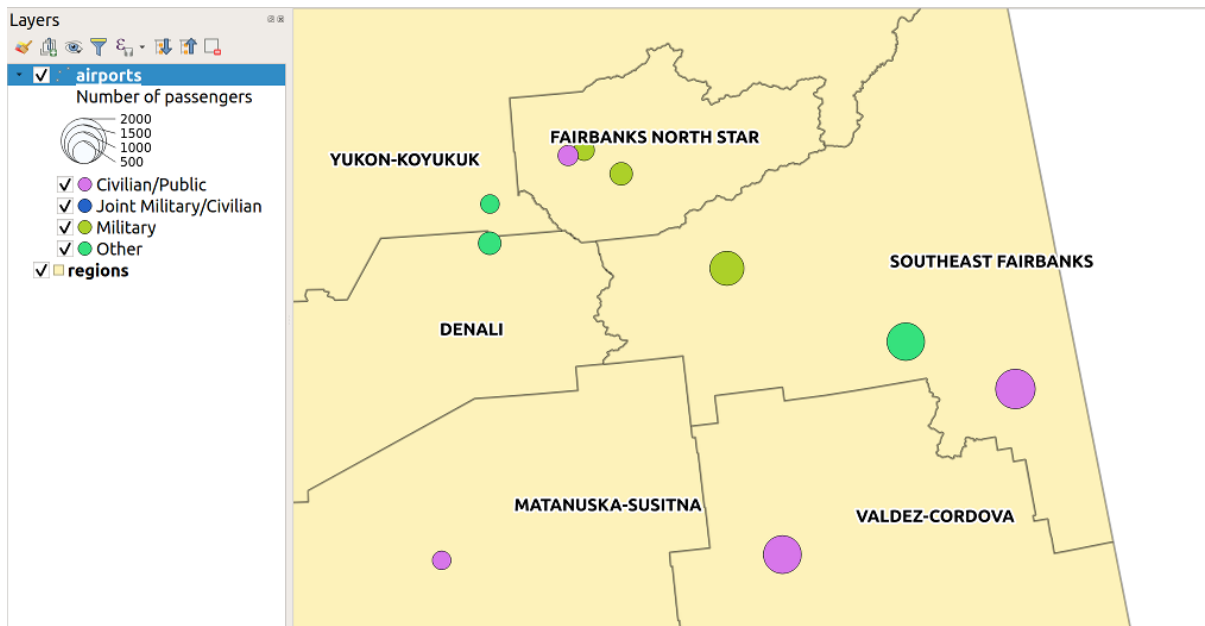 Layers
airports
Number of passengers
2000
1500
1000
500
Civilian/Public
Joint Military/Civilian
Military
Other
regions
FAIRBANKS NORTH STAR
YUKON-KOYUKUK
SOUTHEAST FAIRBANKS
DENALI
MATANUSKA-SUSITNA
VALDEZ-CORDOVA